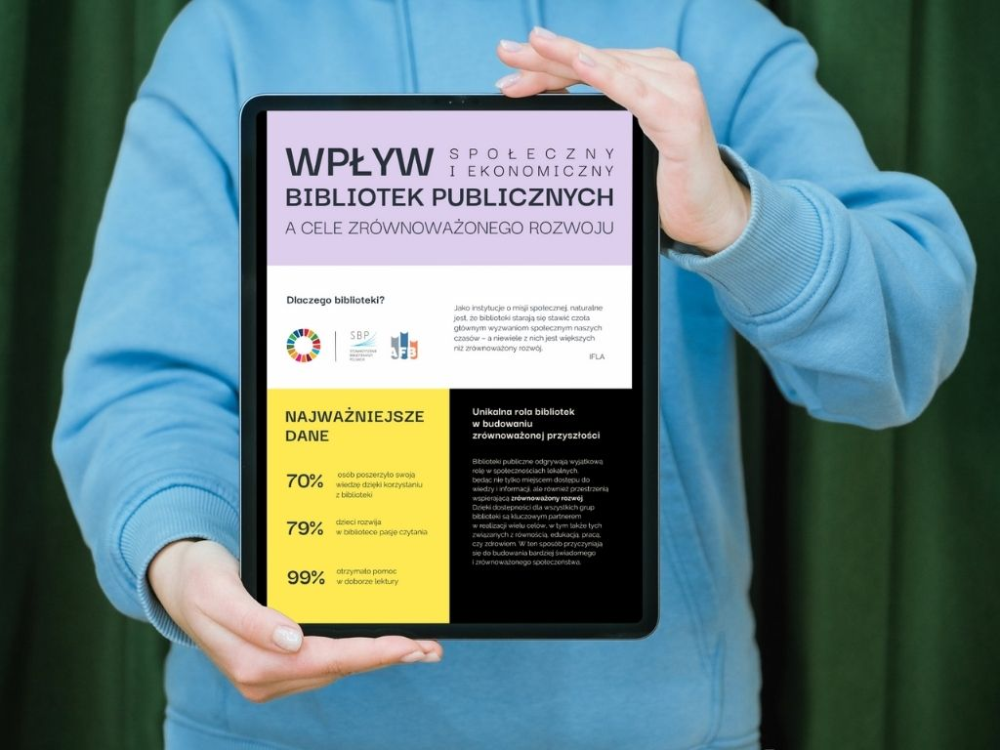 WPŁYW SPOŁECZNY
I EKONOMICZNY
BIBLIOTEK PUBLICZNYCH
A CELE ZRÓWNOWAŻONEGO ROZWOJU
Dlaczego biblioteki?
SBP
STOWARZYSZENIE
BIBLIOTEKARZY
POLSKICH
AFB
Jako instytucje o misji społecznej, naturalne
jest, że biblioteki starają się stawić czoła
głównym wyzwaniom społecznym naszych
czasów – a niewiele z nich jest większych
niż zrównoważony rozwój.
IFLA
NAJWAŻNIEJSZE
DANE
70% osób poszerzyło swoją
wiedzę dzięki korzystaniu
z biblioteki
79% dzieci rozwija
w bibliotece pasję czytania
99% otrzymało pomoc
w doborze lektury
Unikalna rola bibliotek
w budowaniu
zrównoważonej przyszłości
Biblioteki publiczne odgrywają wyjątkową
rolę w społecznościach lokalnych,
będąc nie tylko miejscem dostępu do
wiedzy i informacji, ale również przestrzenią
wspierającą zrównoważony rozwój.
Dzięki dostępności dla wszystkich grup
biblioteki są kluczowym partnerem
w realizacji wielu celów, w tym także tych
związanych z równością, edukacją, pracą,
czy zdrowiem. W ten sposób przyczyniają
się do budowania bardziej świadomego
i zrównoważonego społeczeństwa.